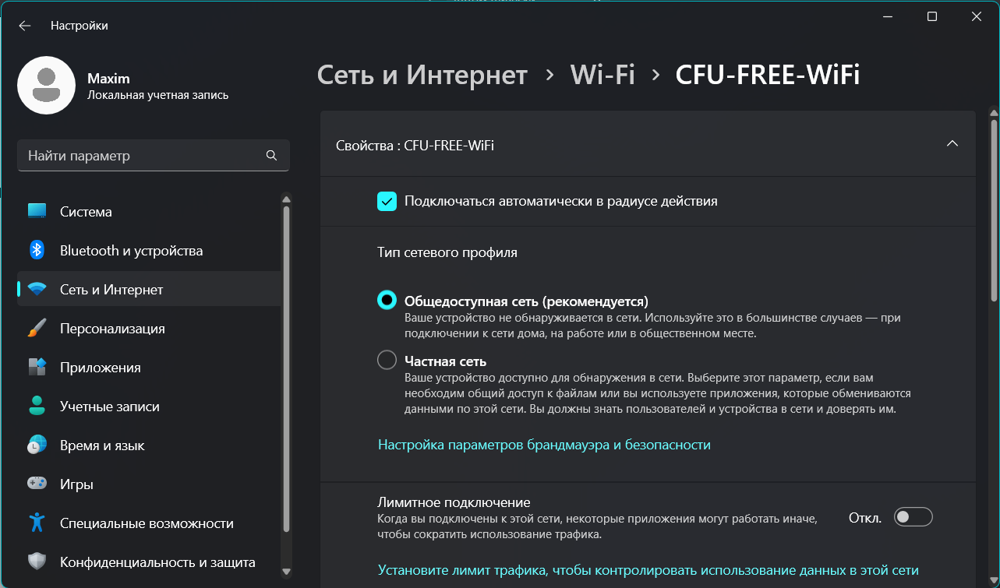 Настройки
Maxim
Локальная учетная запись
Найти параметр
Система
Bluetooth и устройства
Сеть и Интернет
Персонализация
Приложения
Учетные записи
Время и язык
Игры
Специальные возможности
Конфиденциальность и защита
Сеть и Интернет › Wi-Fi › CFU-FREE-WiFi
Свойства : CFU-FREE-WiFi
Подключаться автоматически в радиусе действия
Тип сетевого профиля
Общедоступная сеть (рекомендуется)
Ваше устройство не обнаруживается в сети. Используйте это в большинстве случаев — при
подключении к сети дома, на работе или в общественном месте.
Частная сеть
Ваше устройство доступно для обнаружения в сети. Выберите этот параметр, если вам
необходим общий доступ к файлам или вы используете приложения, которые обмениваются
данными по этой сети. Вы должны знать пользователей и устройства в сети и доверять им.
Настройка параметров брандмауэра и безопасности
Лимитное подключение
Когда вы подключены к этой сети, некоторые приложения могут работать иначе,
чтобы сократить использование трафика.
Откл.
Установите лимит трафика, чтобы контролировать использование данных в этой сети